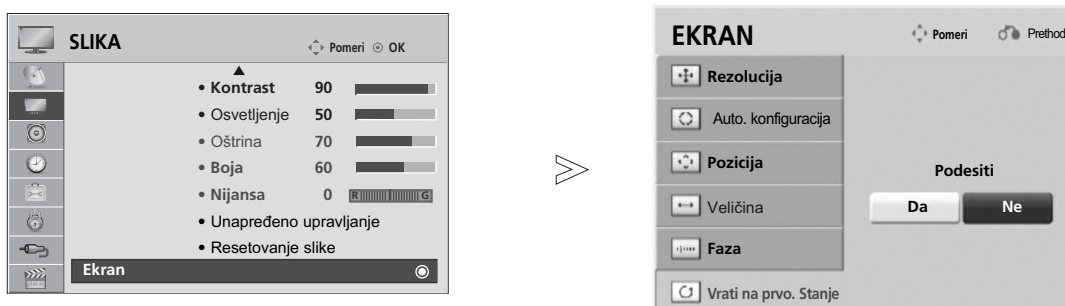 SLIKA
Pomeri OK
• Kontrast 90
• Osvetljenje 50
• Oštrina 70
• Boja 60
• Nijansa 0 R G
• Unapređeno upravljanje
• Resetovanje slike
Ekran
EKRAN
Pomeri Prethod
Rezolucija
Auto. konfiguracija
Pozicija
Veličina
Faza
Vrati na prvo. Stanje
Podesiti
Da Ne